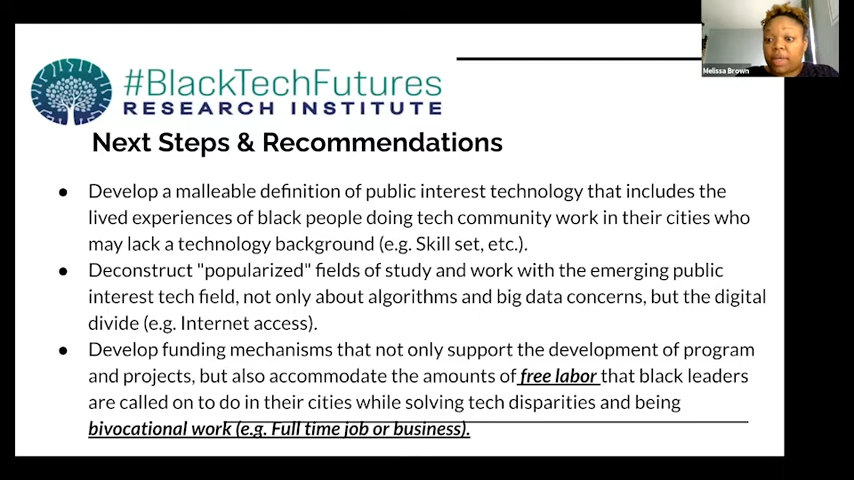 Melissa Brown
#BlackTechFutures
RESEARCH INSTITUTE
Next Steps & Recommendations
● Develop a malleable definition of public interest technology that includes the
lived experiences of black people doing tech community work in their cities who
may lack a technology background (e.g. Skill set, etc.).
● Deconstruct "popularized" fields of study and work with the emerging public
interest tech field, not only about algorithms and big data concerns, but the digital
divide (e.g. Internet access).
● Develop funding mechanisms that not only support the development of program
and projects, but also accommodate the amounts of free labor that black leaders
are called on to do in their cities while solving tech disparities and being
bivocational work (e.g. Full time job or business).